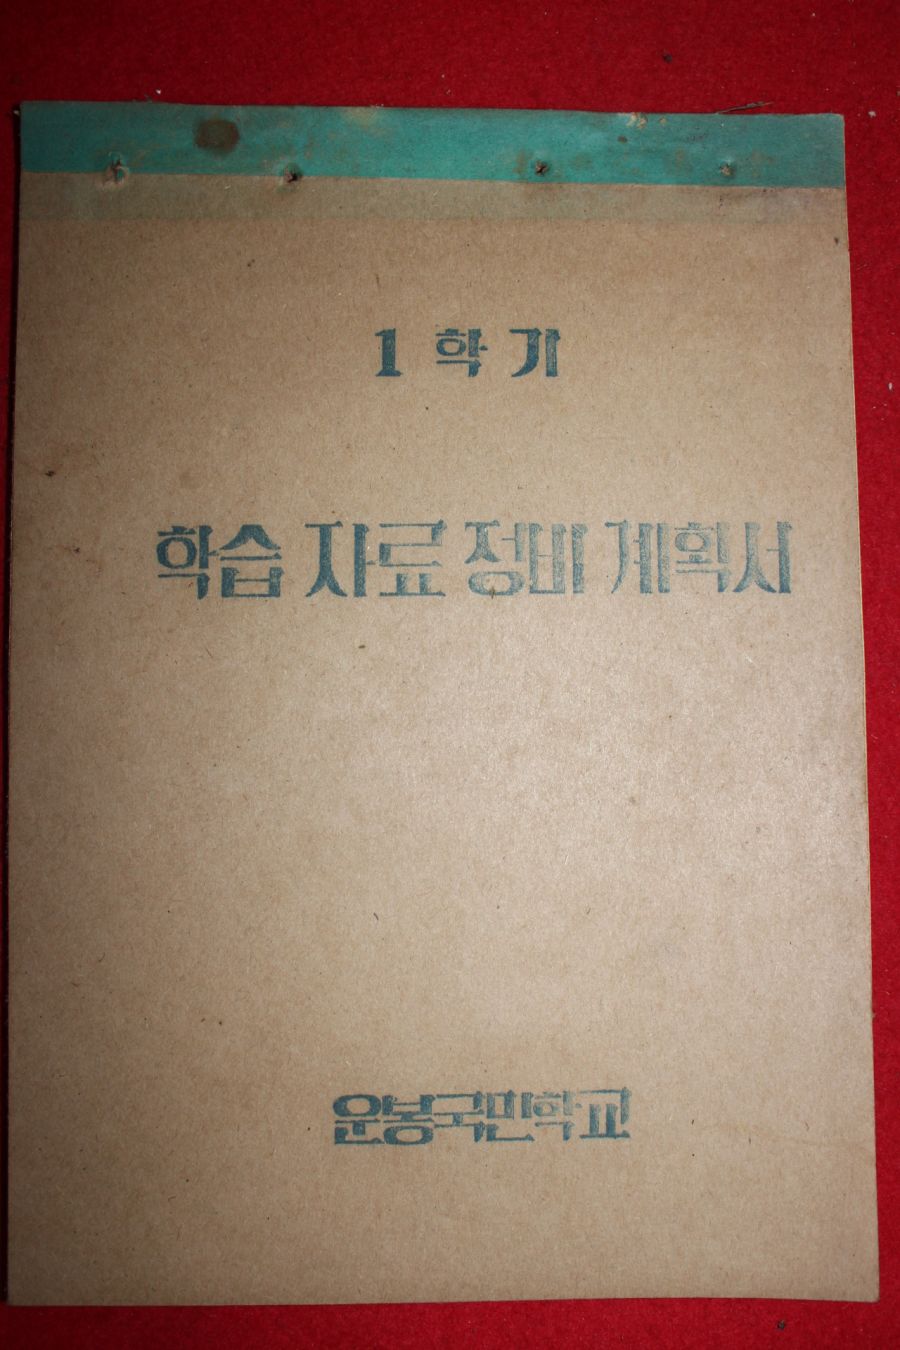 1 학기
학습 자료 정비 계획서
운봉국민학교